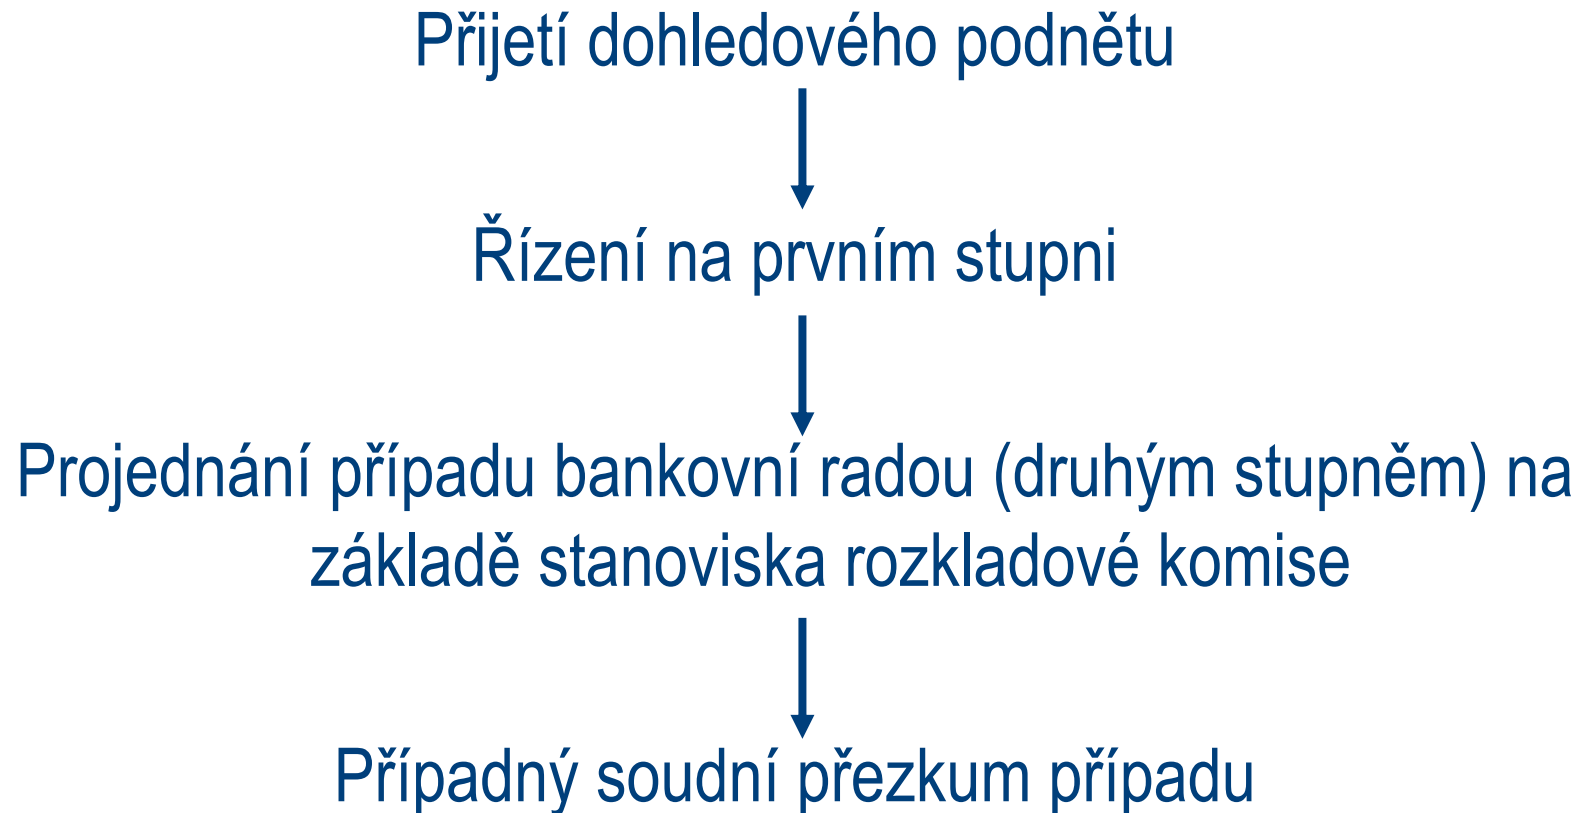 Přijetí dohledového podnětu
Řízení na prvním stupni
Projednání případu bankovní radou (druhým stupněm) na
základě stanoviska rozkladové komise
Případný soudní přezkum případu